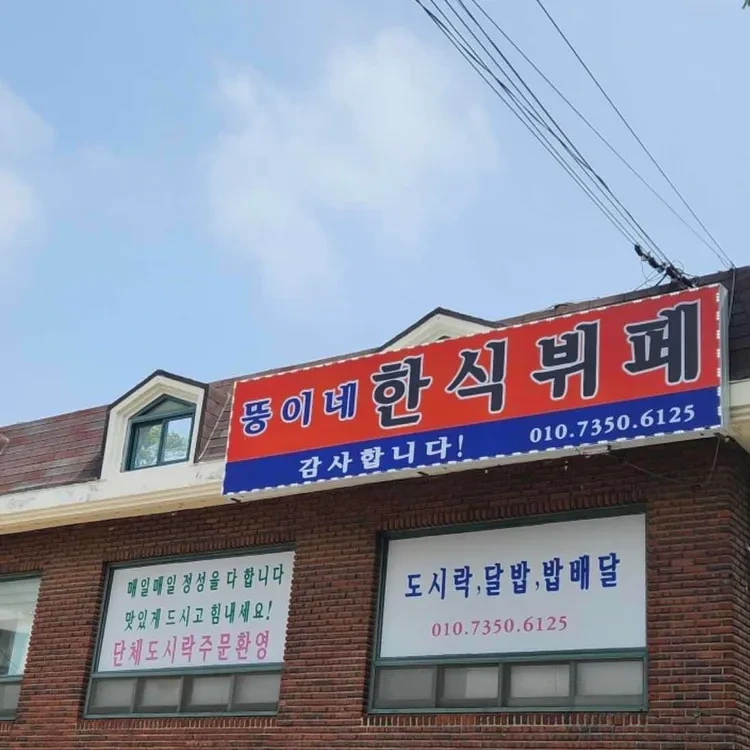 뚱이네 한식뷔페
감사합니다! 010.7350.6125
매일매일 정성을 다합니다
맛있게 드시고 힘내세요!
단체도시락주문환영
도시락,달밥,밥배달
010.7350.6125